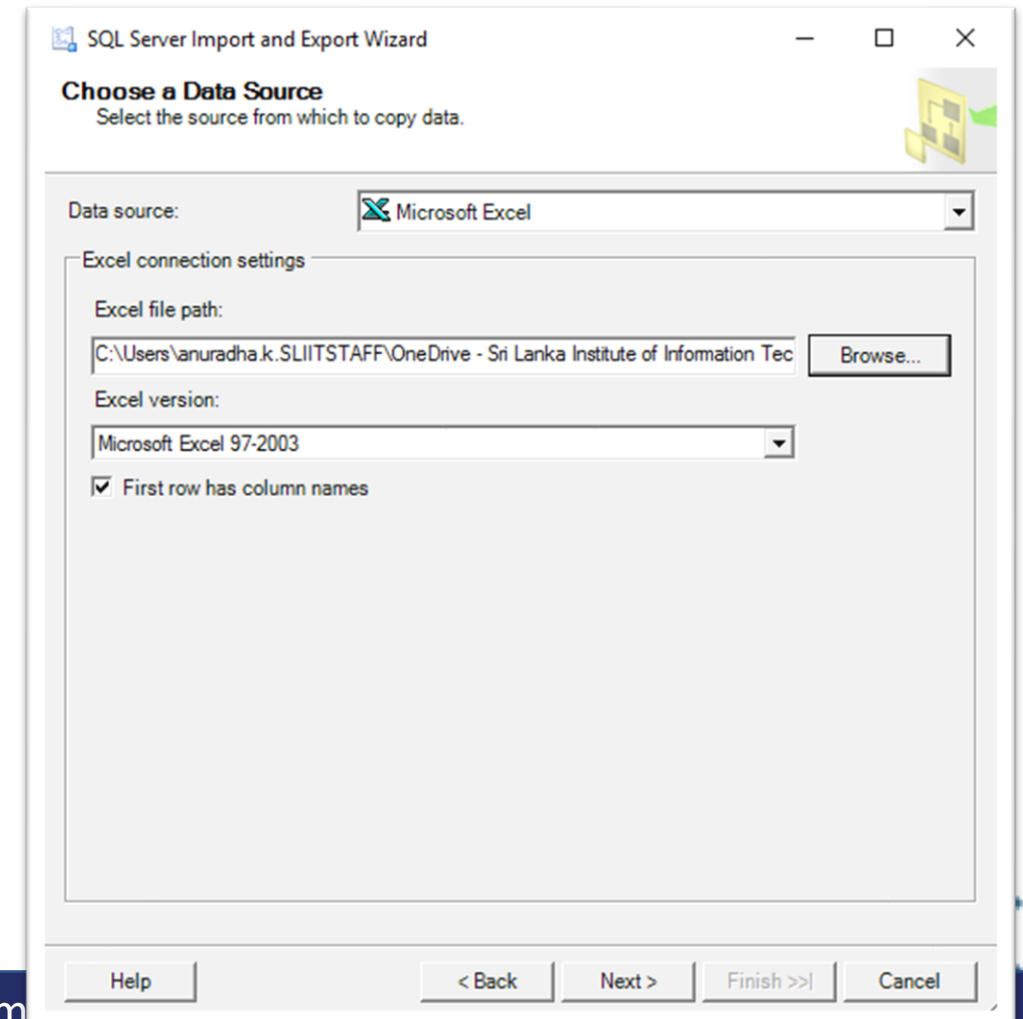 SQL Server Import and Export Wizard
Choose a Data Source
Select the source from which to copy data.
Data source: Microsoft Excel
Excel connection settings
Excel file path:
C:\Users\anuradha.k.SLIITSTAFF\OneDrive - Sri Lanka Institute of Information Tec Browse...
Excel version:
Microsoft Excel 97-2003
First row has column names
Help < Back Next > Finish >>| Cancel
m